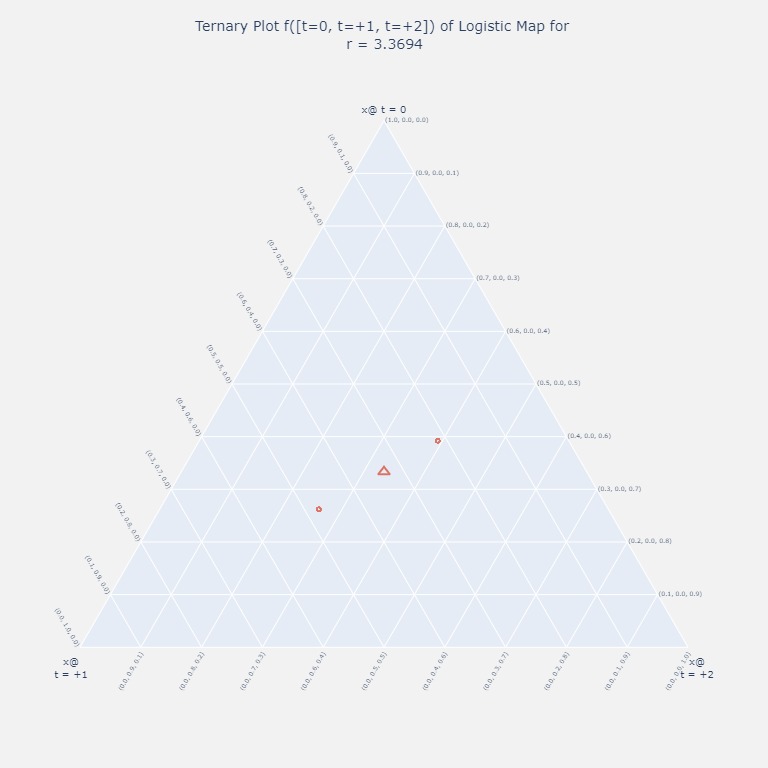 Ternary Plot f([t=0, t=+1, t=+2]) of Logistic Map for
r = 3.3694
x@ t = 0
(1.0, 0.0, 0.0)
(0.9, 0.1, 0.0)
(0.9, 0.0, 0.1)
(0.8, 0.2, 0.0)
(0.8, 0.0, 0.2)
(0.7, 0.3, 0.0)
(0.7, 0.0, 0.3)
(0.6, 0.4, 0.0)
(0.6, 0.0, 0.4)
(0.5, 0.5, 0.0)
(0.5, 0.0, 0.5)
(0.4, 0.6, 0.0)
(0.4, 0.0, 0.6)
(0.3, 0.7, 0.0)
(0.3, 0.0, 0.7)
(0.2, 0.8, 0.0)
(0.2, 0.0, 0.8)
(0.1, 0.9, 0.0)
(0.1, 0.0, 0.9)
(0.0, 1.0, 0.0)
x@
t = +1
(0.0, 0.9, 0.1)
(0.0, 0.8, 0.2)
(0.0, 0.7, 0.3)
(0.0, 0.6, 0.4)
(0.0, 0.5, 0.5)
(0.0, 0.4, 0.6)
(0.0, 0.3, 0.7)
(0.0, 0.2, 0.8)
(0.0, 0.1, 0.9)
(0.0, 0.0, 1.0)
x@
t = +2